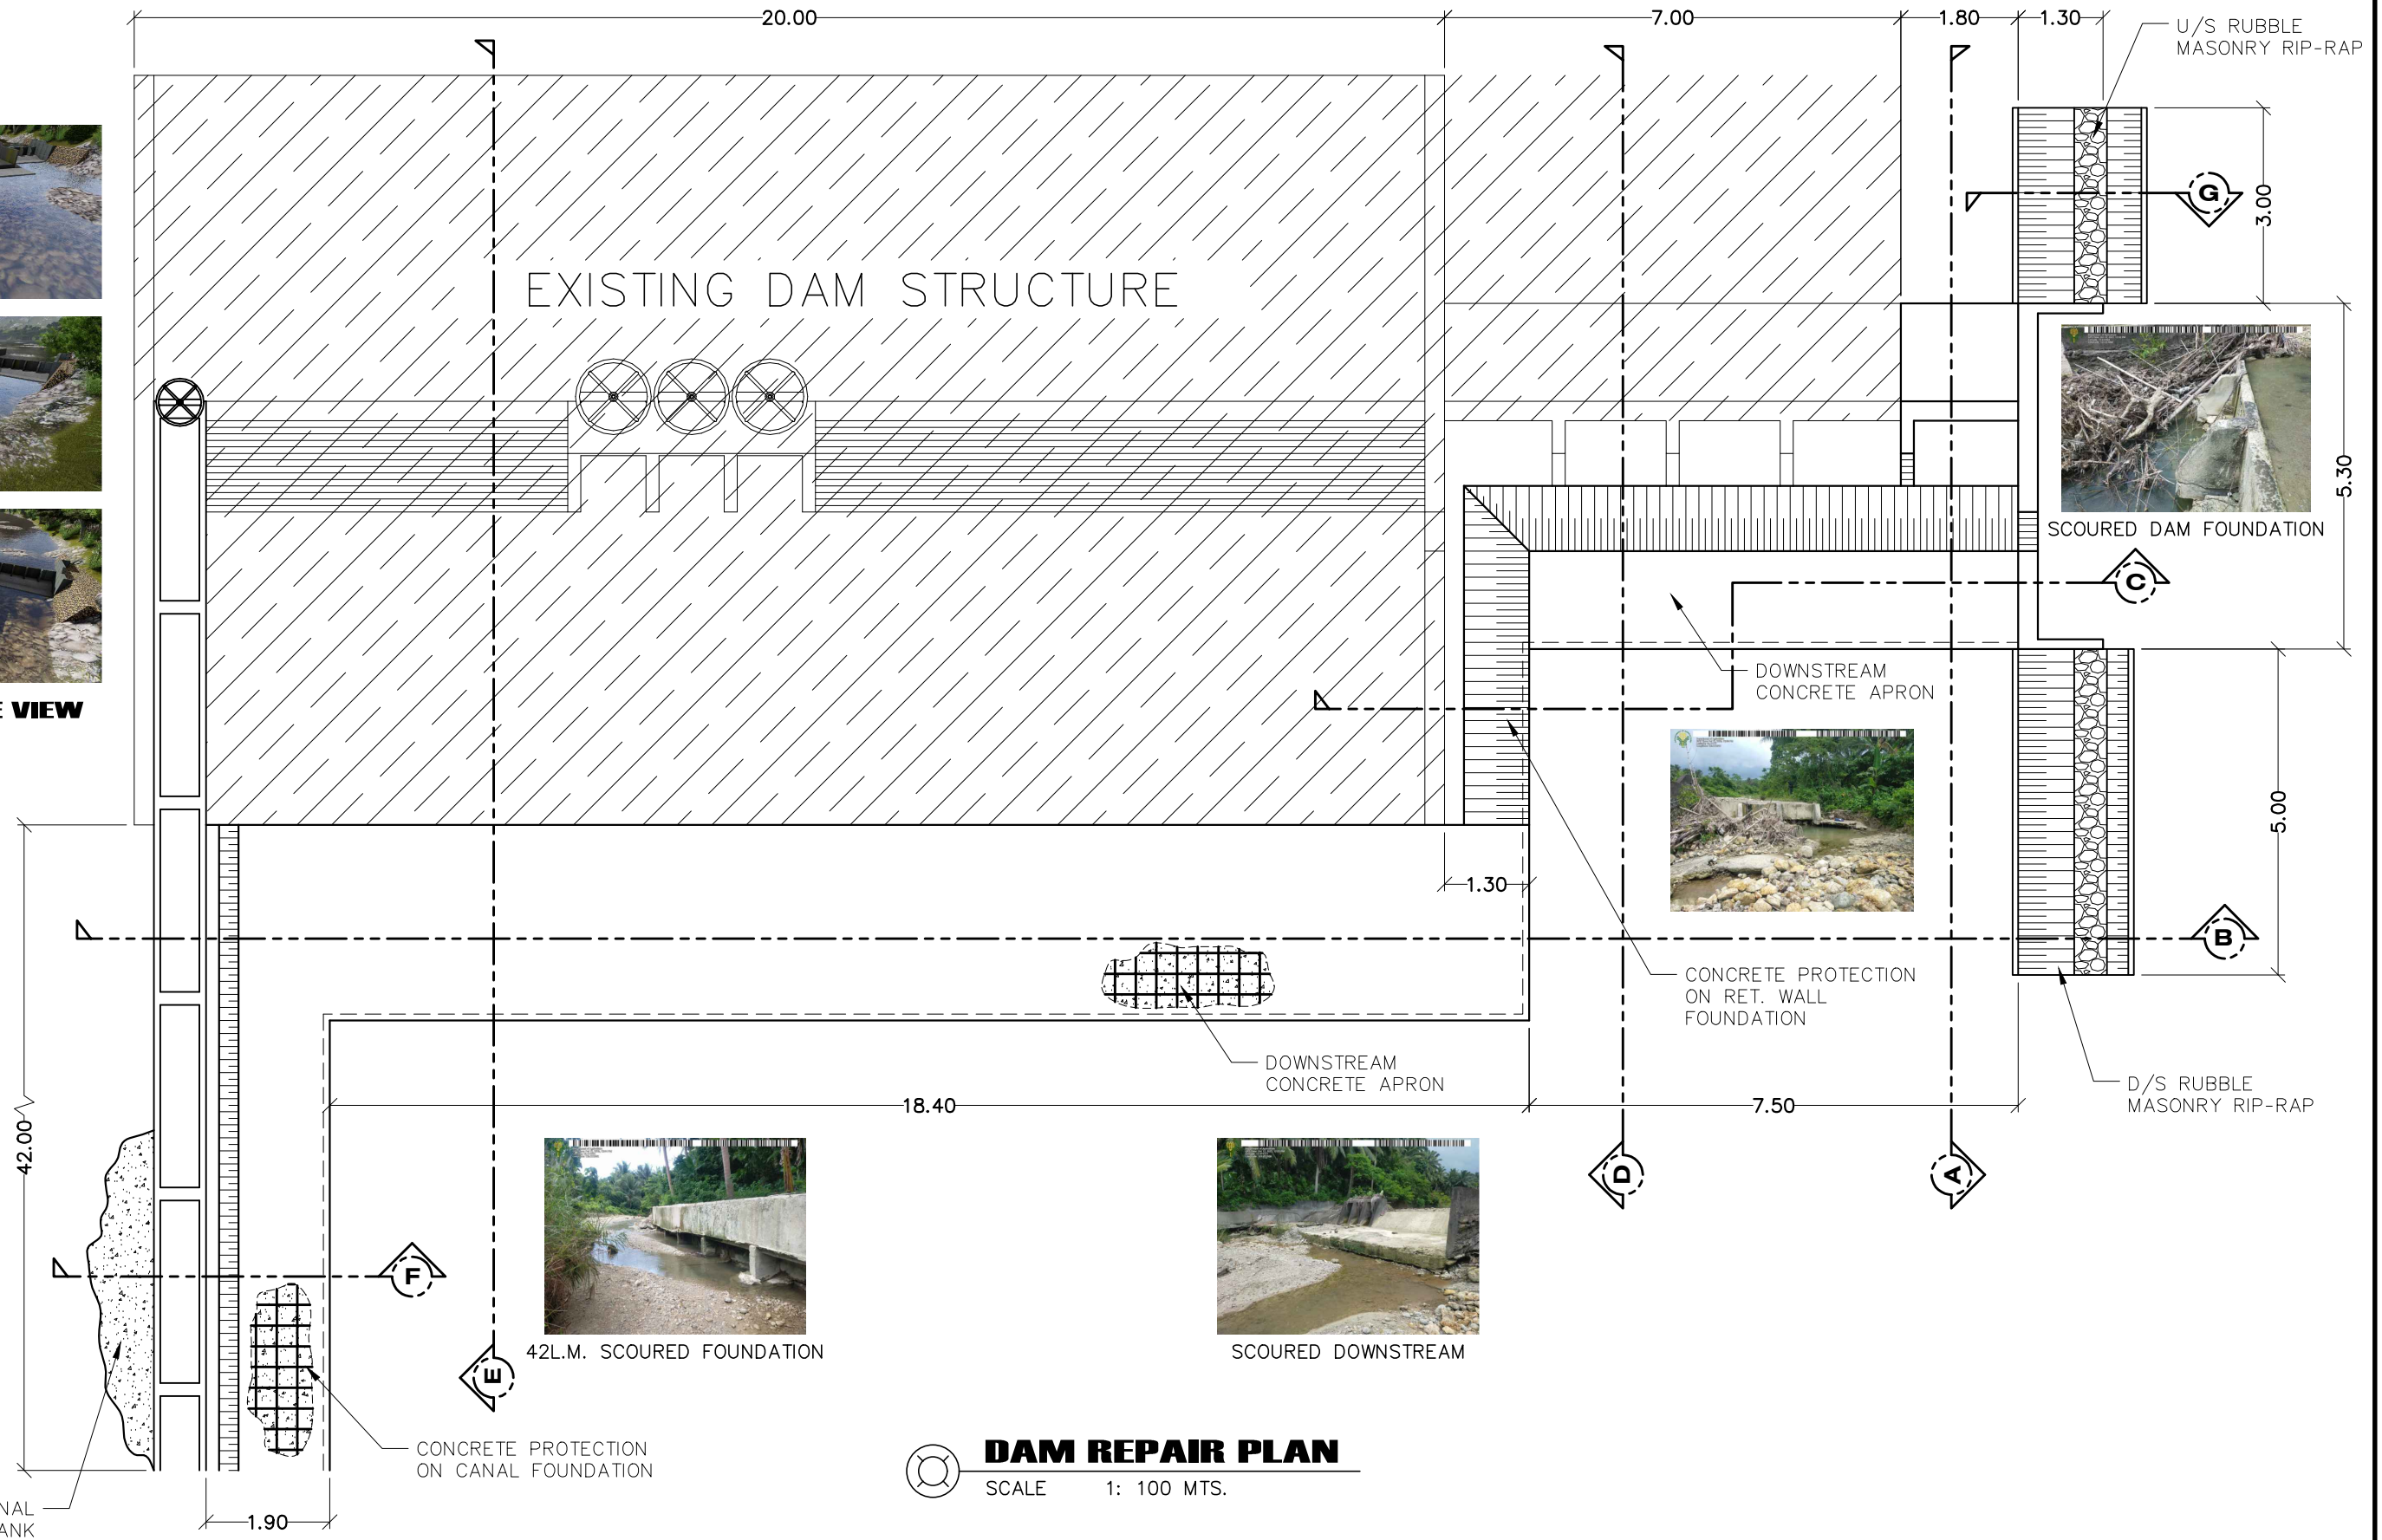 20.00
7.00
1.80
1.30
U/S RUBBLE
MASONRY RIP-RAP
G
3.00
EXISTING DAM STRUCTURE
SCOURED DAM FOUNDATION
5.30
C
DOWNSTREAM
CONCRETE APRON
VIEW
5.00
1.30
B
CONCRETE PROTECTION
ON RET. WALL
FOUNDATION
DOWNSTREAM
CONCRETE APRON
D/S RUBBLE
MASONRY RIP-RAP
18.40
7.50
42.00
D
A
F
E
42L.M. SCOURED FOUNDATION
SCOURED DOWNSTREAM
CONCRETE PROTECTION
ON CANAL FOUNDATION
DAM REPAIR PLAN
SCALE 1: 100 MTS.
NAL
ANK
1.90